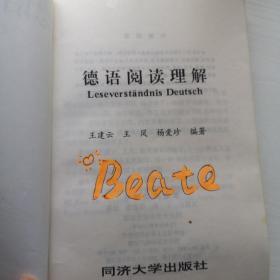 德语阅读理解
Leseverständnis Deutsch
王建云 王 凤 杨爱珍 编著
Beate
同济大学出版社